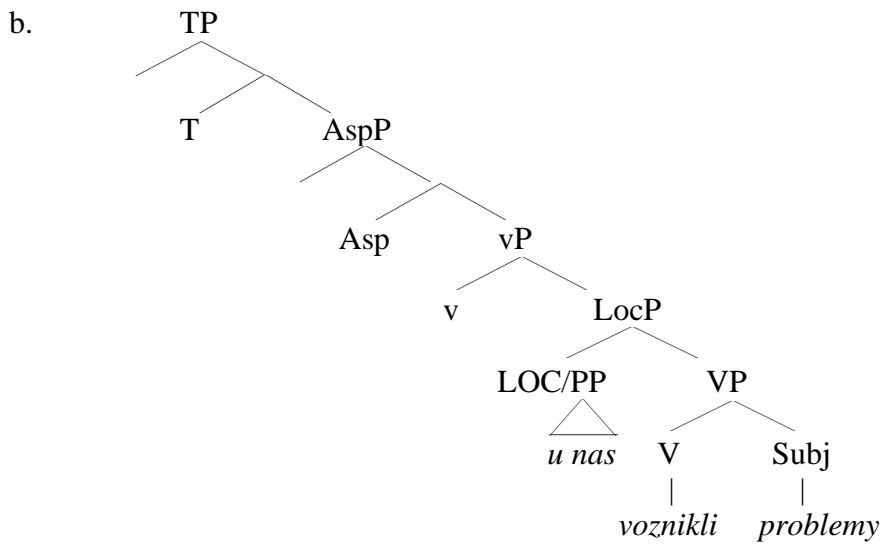 b. TP
T AspP
Asp vP
v LocP
LOC/PP VP
u nas V Subj
voznikli problemy